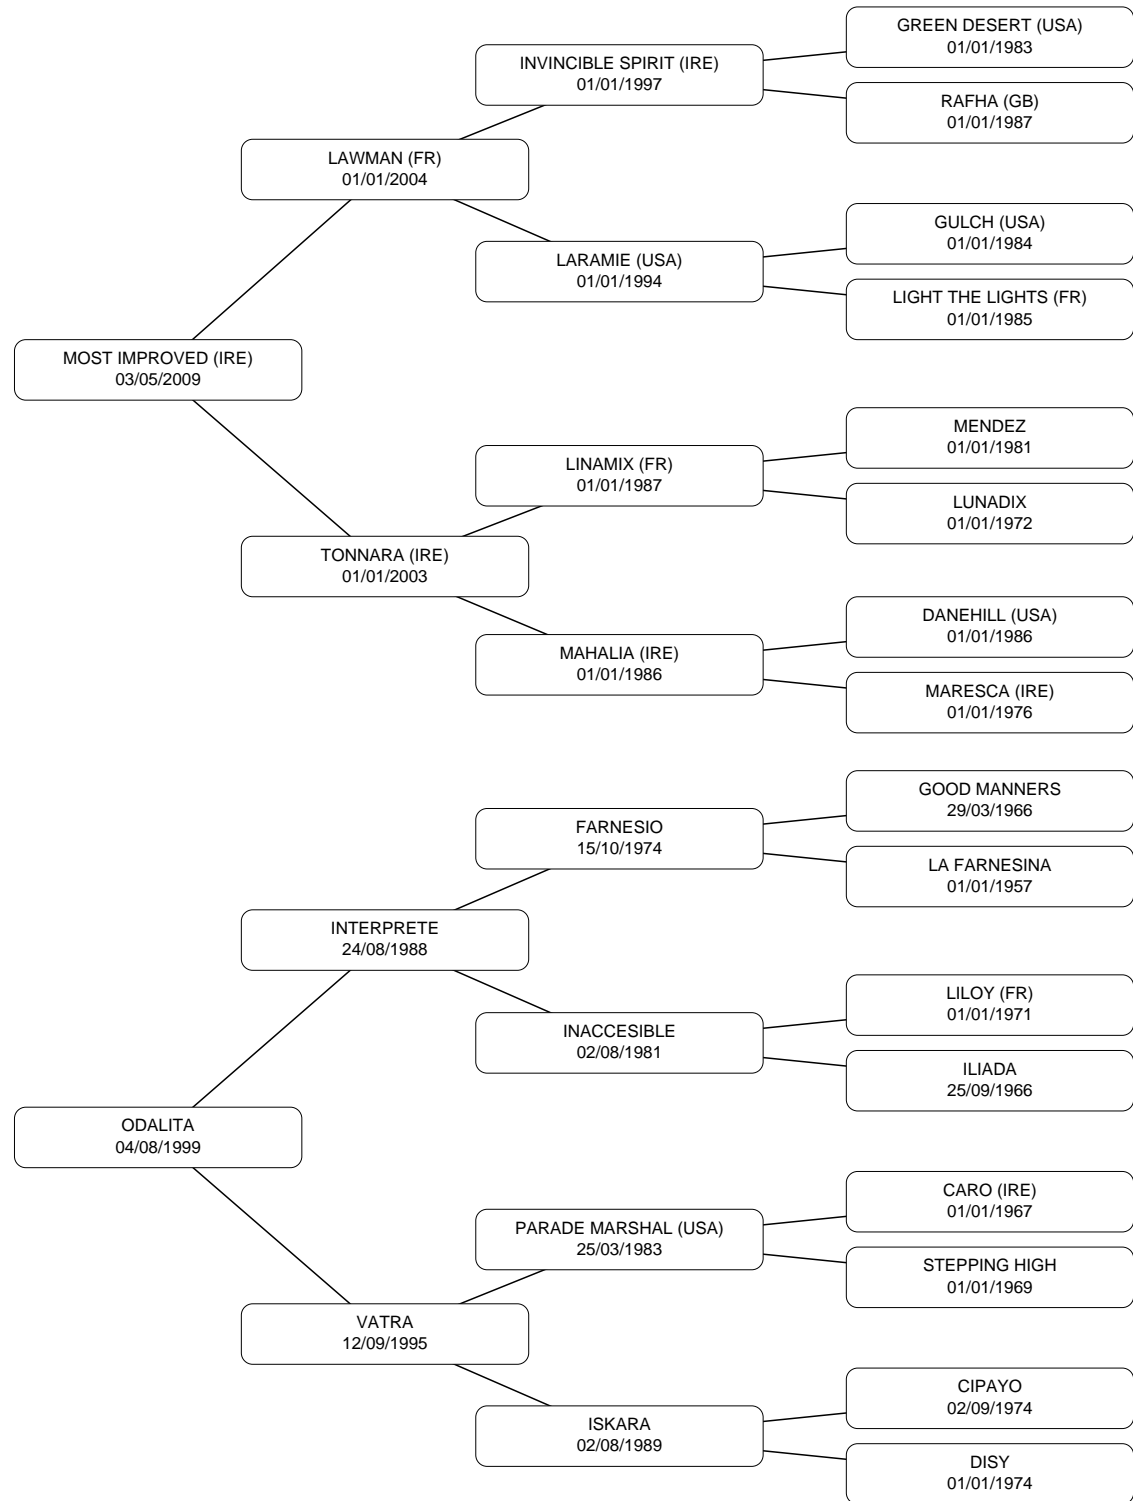 GREEN DESERT (USA)
01/01/1983
INVINCIBLE SPIRIT (IRE)
01/01/1997
RAFHA (GB)
01/01/1987
LAWMAN (FR)
01/01/2004
GULCH (USA)
01/01/1984
LARAMIE (USA)
01/01/1994
LIGHT THE LIGHTS (FR)
01/01/1985
MOST IMPROVED (IRE)
03/05/2009
MENDEZ
01/01/1981
LINAMIX (FR)
01/01/1987
LUNADIX
01/01/1972
TONNARA (IRE)
01/01/2003
DANEHILL (USA)
01/01/1986
MAHALIA (IRE)
01/01/1986
MARESCA (IRE)
01/01/1976
GOOD MANNERS
29/03/1966
FARNESIO
15/10/1974
LA FARNESINA
01/01/1957
INTERPRETE
24/08/1988
LILOY (FR)
01/01/1971
INACCESIBLE
02/08/1981
ILIADA
25/09/1966
ODALITA
04/08/1999
CARO (IRE)
01/01/1967
PARADE MARSHAL (USA)
25/03/1983
STEPPING HIGH
01/01/1969
VATRA
12/09/1995
CIPAYO
02/09/1974
ISKARA
02/08/1989
DISY
01/01/1974